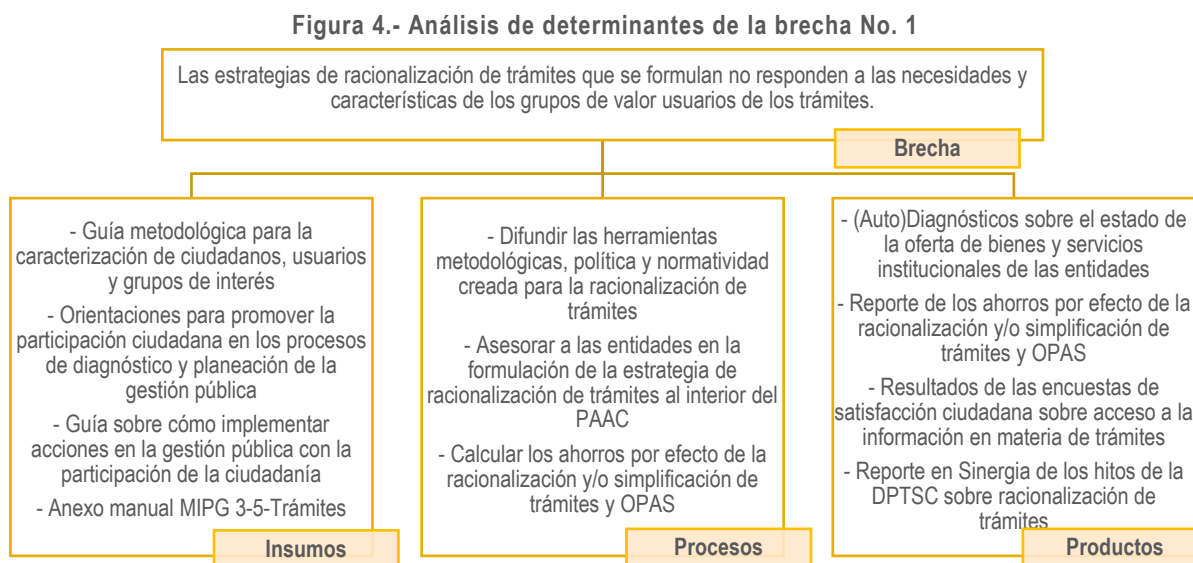 Figura 4.- Análisis de determinantes de la brecha No. 1
Las estrategias de racionalización de trámites que se formulan no responden a las necesidades y
características de los grupos de valor usuarios de los trámites.
Brecha
- Guía metodológica para la
caracterización de ciudadanos, usuarios
y grupos de interés
- Orientaciones para promover la
participación ciudadana en los procesos
de diagnóstico y planeación de la
gestión pública
- Guía sobre cómo implementar
acciones en la gestión pública con la
participación de la ciudadanía
- Anexo manual MIPG 3-5-Trámites
Insumos
- Difundir las herramientas
metodológicas, política y normatividad
creada para la racionalización de
trámites
- Asesorar a las entidades en la
formulación de la estrategia de
racionalización de trámites al interior del
PAAC
- Calcular los ahorros por efecto de la
racionalización y/o simplificación de
trámites y OPAS
Procesos
- (Auto)Diagnósticos sobre el estado de
la oferta de bienes y servicios
institucionales de las entidades
- Reporte de los ahorros por efecto de la
racionalización y/o simplificación de
trámites y OPAS
- Resultados de las encuestas de
satisfacción ciudadana sobre acceso a la
información en materia de trámites
- Reporte en Sinergia de los hitos de la
DPTSC sobre racionalización de
trámites
Productos